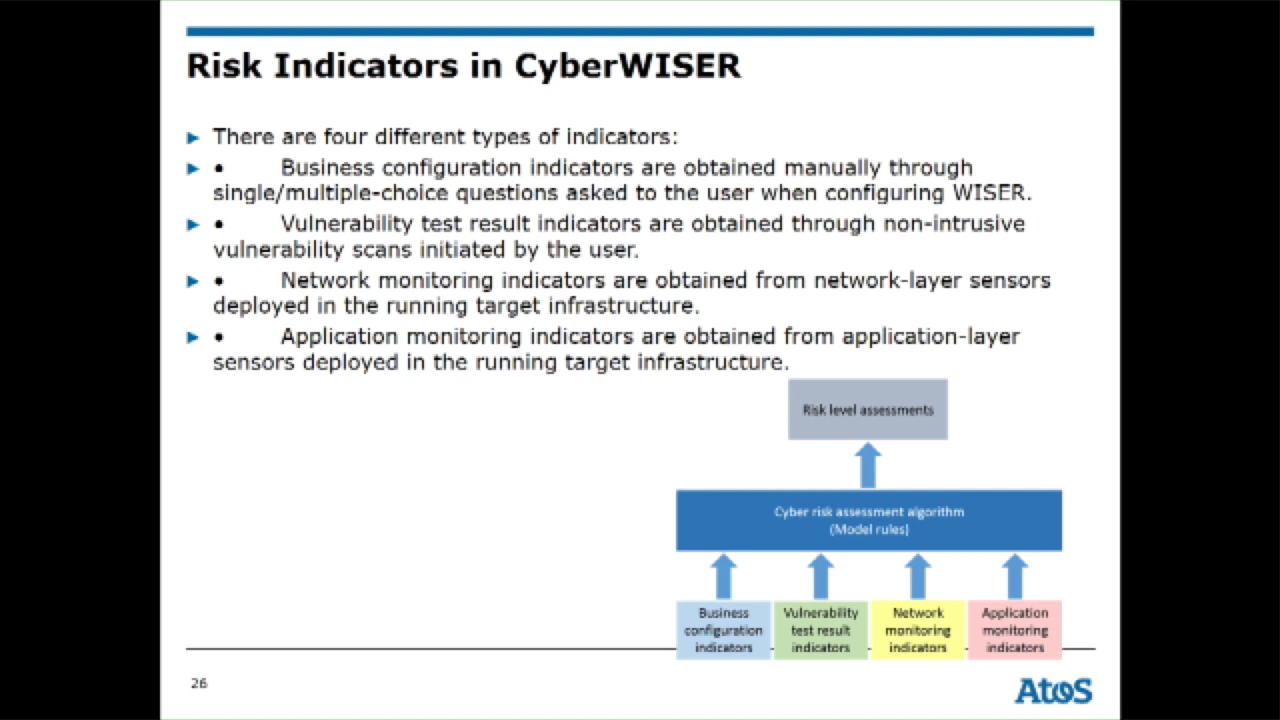 Risk Indicators in CyberWISER
► There are four different types of indicators:
► • Business configuration indicators are obtained manually through
single/multiple-choice questions asked to the user when configuring WISER.
► • Vulnerability test result indicators are obtained through non-intrusive
vulnerability scans initiated by the user.
► • Network monitoring indicators are obtained from network-layer sensors
deployed in the running target infrastructure.
► • Application monitoring indicators are obtained from application-layer
sensors deployed in the running target infrastructure.
Risk level assessments
Cyber risk assessment algorithm
(Model rules)
Business
configuration
indicators
Vulnerability
test result
indicators
Network
monitoring
indicators
Application
monitoring
indicators
26
Atos